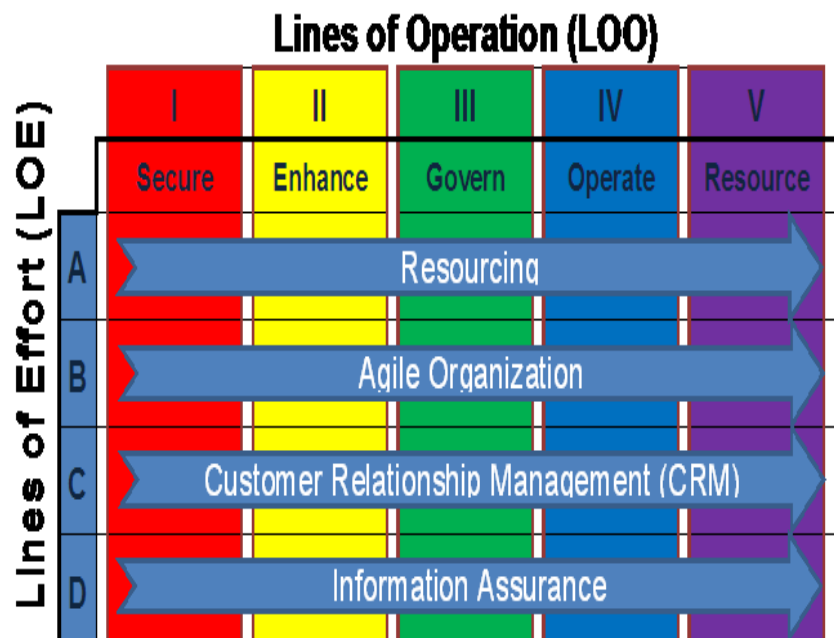 Lines of Operation (LOO)
I II III IV V
Secure Enhance Govern Operate Resource
Lines of Effort (LOE)
A Resourcing
B Agile Organization
C Customer Relationship Management (CRM)
D Information Assurance